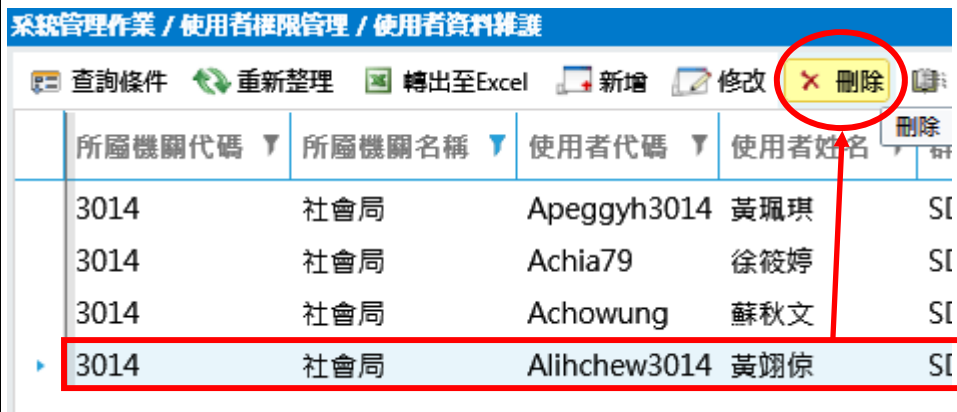 系統管理作業 / 使用者權限管理 / 使用者資料維護
查詢條件 重新整理 轉出至Excel 新增 修改 刪除
刪除
所屬機關代碼 所屬機關名稱 使用者代碼 使用者姓名
3014 社會局 Apeggyh3014 黃珮琪 SD
3014 社會局 Achia79 徐筱婷 SD
3014 社會局 Achowung 蘇秋文 SD
3014 社會局 Alihchew3014 黃翊倞 SD